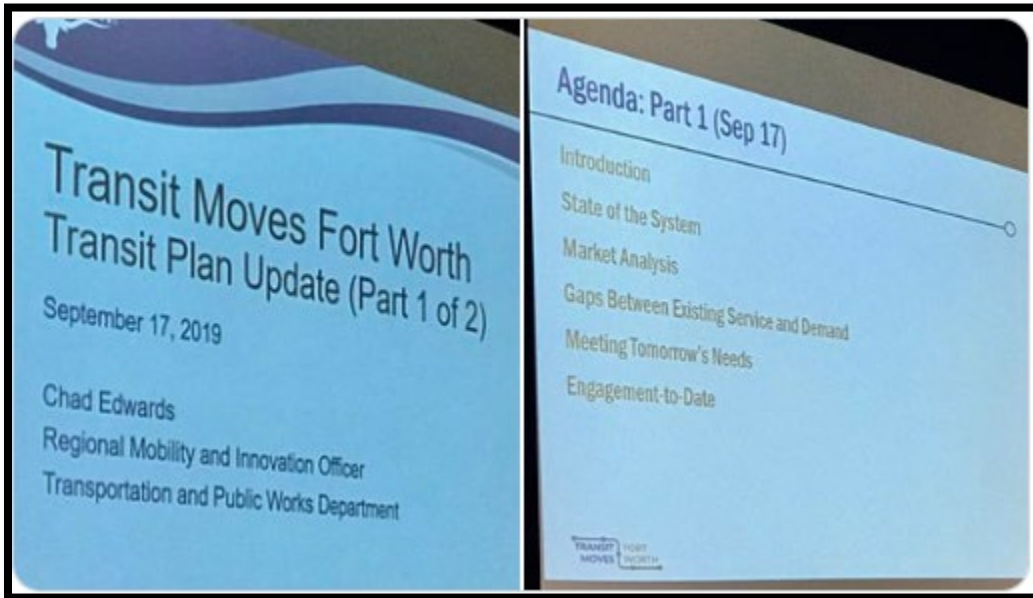 Transit Moves Fort Worth
Transit Plan Update (Part 1 of 2)
September 17, 2019
Chad Edwards
Regional Mobility and Innovation Officer
Transportation and Public Works Department
Agenda: Part 1 (Sep 17)
Introduction
State of the System
Market Analysis
Gaps Between Existing Service and Demand
Meeting Tomorrow's Needs
Engagement-to-Date
TRANSIT FORT
MOVES WORTH